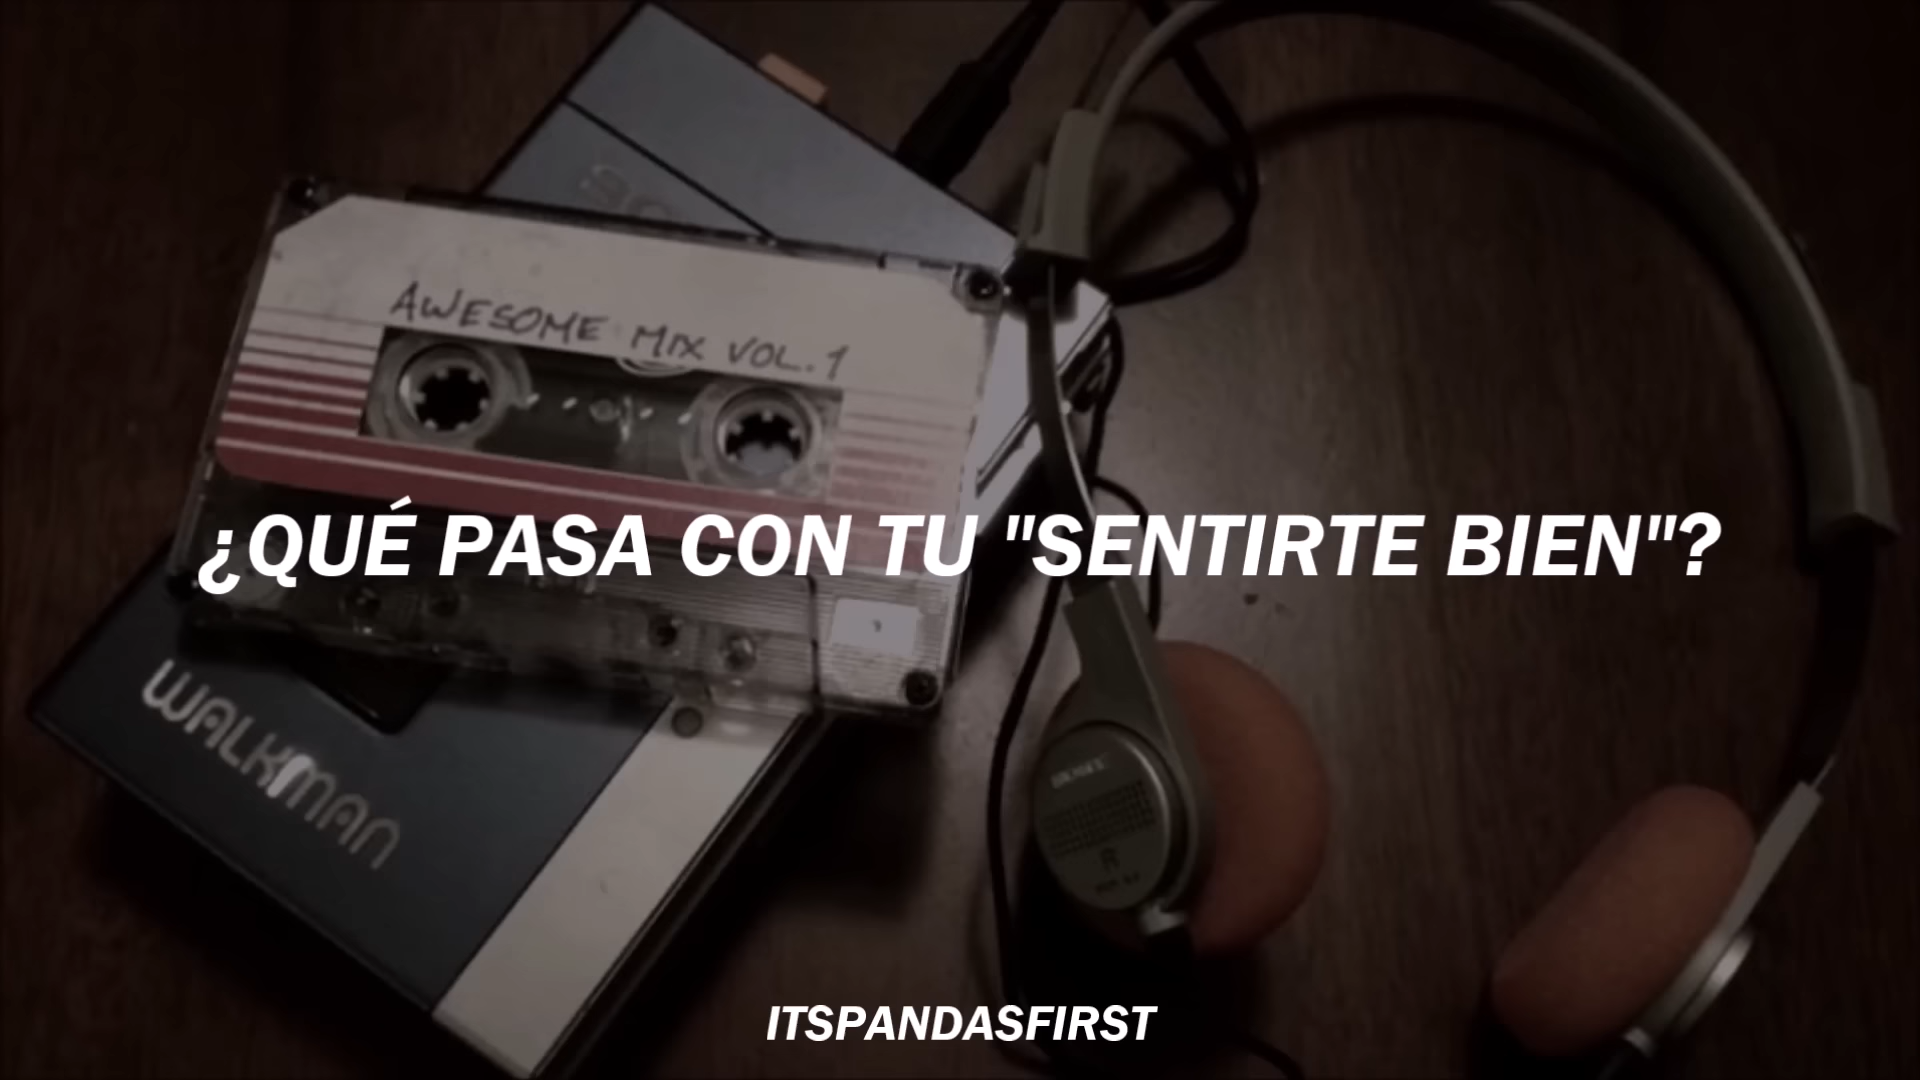 AWESOME MIX VOL. 1
¿QUÉ PASA CON TU "SENTIRTE BIEN"?
WALKMAN
ITSPANDASFIRST